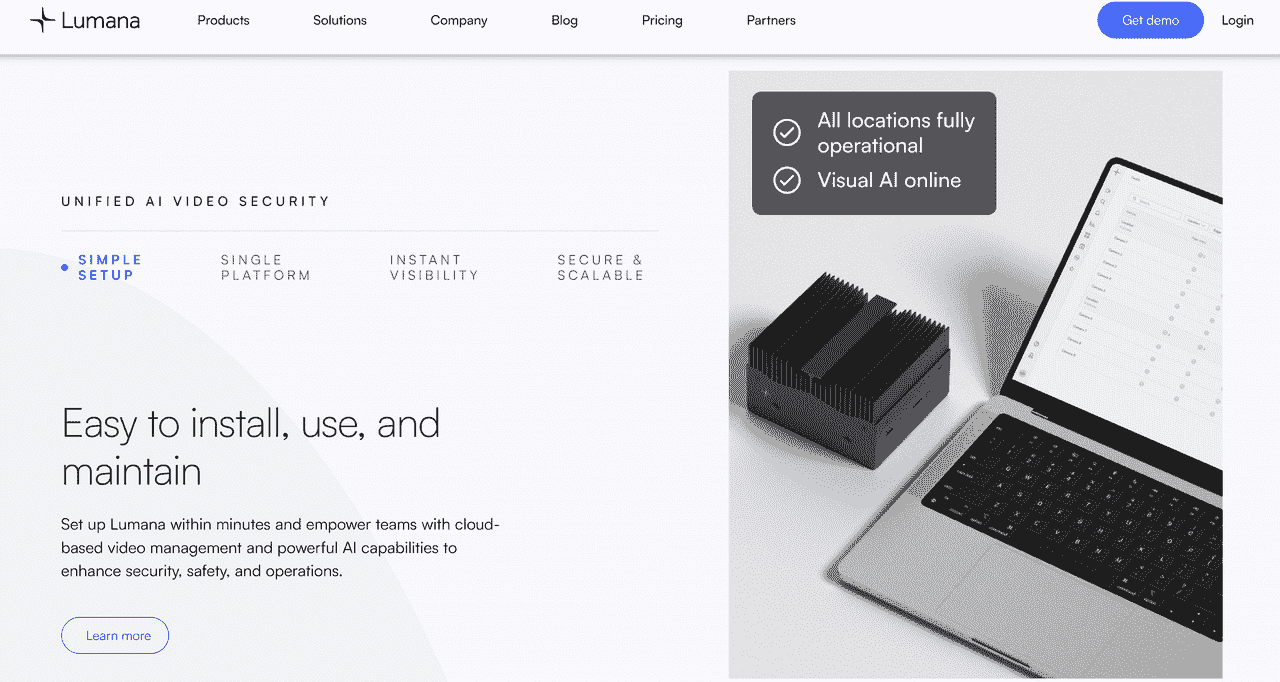 Lumana
Products
Solutions
Company
Blog
Pricing
Partners
Get demo
Login
All locations fully
operational
Visual AI online
UNIFIED AI VIDEO SECURITY
SIMPLE
SETUP
SINGLE
PLATFORM
INSTANT
VISIBILITY
SECURE &
SCALABLE
Easy to install, use, and
maintain
Set up Lumana within minutes and empower teams with cloud-
based video management and powerful AI capabilities to
enhance security, safety, and operations.
Learn more